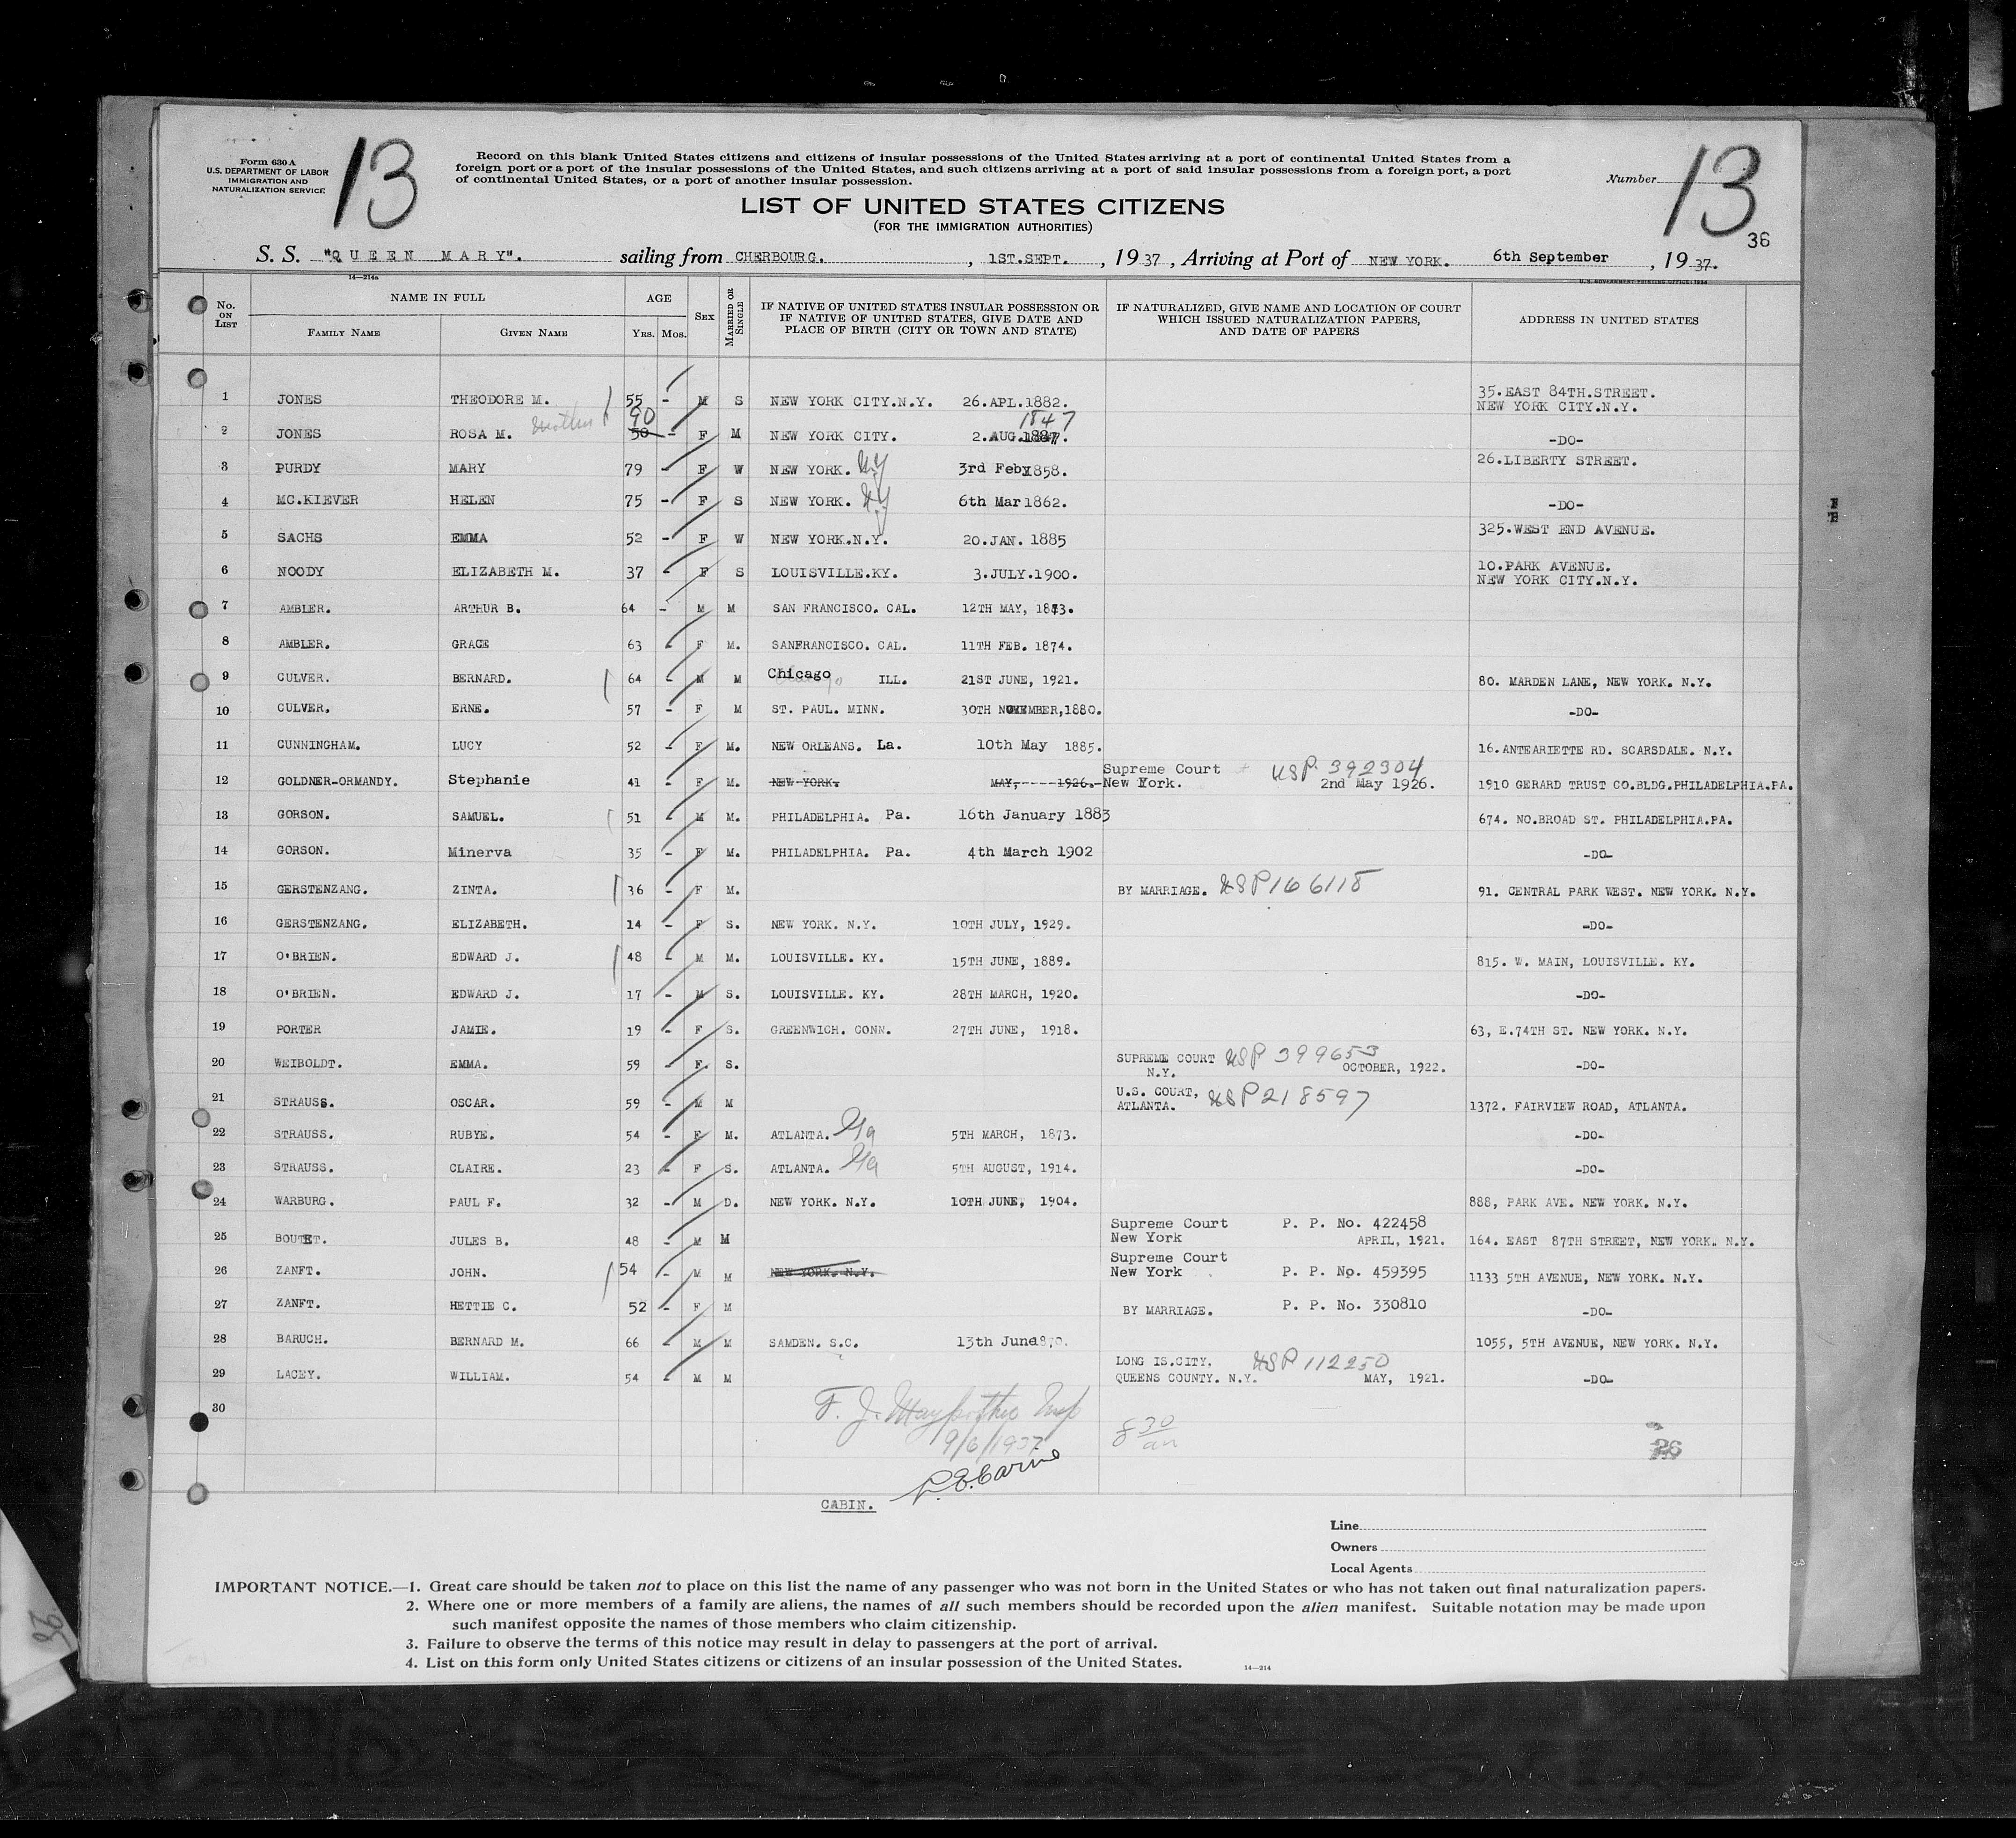 Form 630 A
U.S. DEPARTMENT OF LABOR
IMMIGRATION AND
NATURALIZATION SERVICE
13
Record on this blank United States citizens and citizens of insular possessions of the United States arriving at a port of continental United States from a
foreign port or a port of the insular possessions of the United States, and such citizens arriving at a port of said insular possessions from a foreign port, a port
of continental United States, or a port of another insular possession.
Number 13
36
LIST OF UNITED STATES CITIZENS
(FOR THE IMMIGRATION AUTHORITIES)
S. S. "QUEEN MARY". sailing from CHERBOURG. , 1ST.SEPT. , 1937 , Arriving at Port of NEW YORK. 6th September , 1937.
14—214a
U.S. GOVERNMENT PRINTING OFFICE: 1934
No. ON LIST
NAME IN FULL
FAMILY NAME GIVEN NAME
AGE
Yrs. Mos.
SEX
MARRIED OR SINGLE
IF NATIVE OF UNITED STATES INSULAR POSSESSION OR
IF NATIVE OF UNITED STATES, GIVE DATE AND
PLACE OF BIRTH (CITY OR TOWN AND STATE)
IF NATURALIZED, GIVE NAME AND LOCATION OF COURT
WHICH ISSUED NATURALIZATION PAPERS,
AND DATE OF PAPERS
ADDRESS IN UNITED STATES
1 JONES THEODORE M. 55 - M S NEW YORK CITY.N.Y. 26.APL.1882. 35.EAST 84TH.STREET.
NEW YORK CITY.N.Y.
90 1847
2 JONES ROSA M. mother 50 - F M NEW YORK CITY. 2.AUG.1887. -DO-
3 PURDY MARY 79 - F W NEW YORK. N.Y 3rd Feby1858. 26.LIBERTY STREET.
4 MC.KIEVER HELEN 75 - F S NEW YORK. N.Y 6th Mar 1862. -DO-
5 SACHS EMMA 52 - F W NEW YORK.N.Y. 20.JAN. 1885 325.WEST END AVENUE.
6 NOODY ELIZABETH M. 37 - F S LOUISVILLE.KY. 3.JULY.1900. 10.PARK AVENUE.
NEW YORK CITY.N.Y.
7 AMBLER. ARTHUR B. 64 - M M SAN FRANCISCO. CAL. 12TH MAY, 1873.
8 AMBLER. GRACE 63 - F M. SANFRANCISCO. CAL. 11TH FEB. 1874.
9 CULVER. BERNARD. 64 - M M Chicago ILL. 21ST JUNE, 1921. 80. MARDEN LANE, NEW YORK. N.Y.
10 CULVER. ERNE. 57 - F M ST. PAUL. MINN. 30TH NOVEMBER,1880. -DO-
11 CUNNINGHAM. LUCY 52 - F M. NEW ORLEANS. La. 10th May 1885. 16.ANTEARIETTE RD. SCARSDALE. N.Y.
Supreme Court USP 392304
12 GOLDNER-ORMANDY. Stephanie 41 - F M. NEW YORK. MAY,-----1926.-New York. 2nd May 1926. 1910 GERARD TRUST CO.BLDG.PHILADELPHIA.PA.
13 GORSON. SAMUEL. 51 - M M. PHILADELPHIA. Pa. 16th January 1883 674. NO.BROAD ST. PHILADELPHIA.PA.
14 GORSON. Minerva 35 - F M. PHILADELPHIA. Pa. 4th March 1902 -DO-
15 GERSTENZANG. ZINTA. 36 - F M. BY MARRIAGE. USP166118 91. CENTRAL PARK WEST. NEW YORK. N.Y.
16 GERSTENZANG. ELIZABETH. 14 - F S. NEW YORK. N.Y. 10TH JULY, 1929. -DO-
17 O'BRIEN. EDWARD J. 48 - M M. LOUISVILLE. KY. 15TH JUNE, 1889. 815. W. MAIN, LOUISVILLE. KY.
18 O'BRIEN. EDWARD J. 17 - M S. LOUISVILLE. KY. 28TH MARCH, 1920. -DO-
19 PORTER JAMIE. 19 - F S. GREENWICH. CONN. 27TH JUNE, 1918. 63, E.74TH ST. NEW YORK. N.Y.
20 WEIBOLDT. EMMA. 59 - F. S. SUPREME COURT USP 399653
N.Y. OCTOBER, 1922. -DO-
21 STRAUSS. OSCAR. 59 - M M U.S. COURT, USP218597
ATLANTA. 1372. FAIRVIEW ROAD, ATLANTA.
22 STRAUSS. RUBYE. 54 - F M. ATLANTA. Ga 5TH MARCH, 1873. -DO-
23 STRAUSS. CLAIRE. 23 - F S. ATLANTA. Ga 5TH AUGUST, 1914. -DO-
24 WARBURG. PAUL F. 32 - M D. NEW YORK. N.Y. 10TH JUNE, 1904. 888, PARK AVE. NEW YORK. N.Y.
Supreme Court P. P. No. 422458
25 BOUTET. JULES B. 48 - M M New York APRIL, 1921. 164. EAST 87TH STREET, NEW YORK. N.Y.
Supreme Court
26 ZANFT. JOHN. 54 - M M NEW YORK. N.Y. New York P. P. No. 459395 1133 5TH AVENUE, NEW YORK. N.Y.
27 ZANFT. HETTIE C. 52 - F M BY MARRIAGE. P. P. No. 330810 -DO-
28 BARUCH. BERNARD M. 66 - M M SAMDEN. S.C. 13th June1870. 1055, 5TH AVENUE, NEW YORK. N.Y.
LONG IS.CITY. USP 112250
29 LACEY. WILLIAM. 54 - M M QUEENS COUNTY. N.Y. MAY, 1921. -DO-
30
F. J. Insp
9/6/1937
8 30
am
26
CABIN.
Line
Owners
Local Agents
IMPORTANT NOTICE.—1. Great care should be taken not to place on this list the name of any passenger who was not born in the United States or who has not taken out final naturalization papers.
2. Where one or more members of a family are aliens, the names of all such members should be recorded upon the alien manifest. Suitable notation may be made upon
such manifest opposite the names of those members who claim citizenship.
3. Failure to observe the terms of this notice may result in delay to passengers at the port of arrival.
4. List on this form only United States citizens or citizens of an insular possession of the United States.
14—214
36